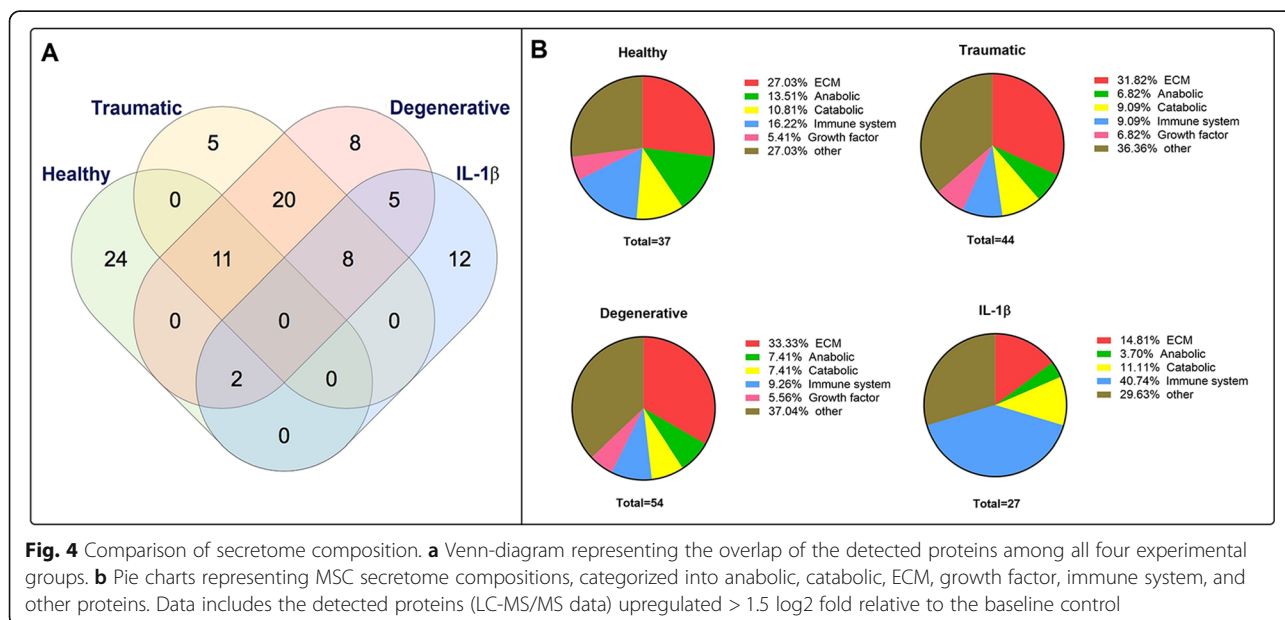 A
Traumatic
Degenerative
Healthy
IL-1β
5
8
0
20
5
24
11
8
12
0
0
0
2
0
0
B
Healthy
27.03% ECM
13.51% Anabolic
10.81% Catabolic
16.22% Immune system
5.41% Growth factor
27.03% other
Total=37
Traumatic
31.82% ECM
6.82% Anabolic
9.09% Catabolic
9.09% Immune system
6.82% Growth factor
36.36% other
Total=44
Degenerative
33.33% ECM
7.41% Anabolic
7.41% Catabolic
9.26% Immune system
5.56% Growth factor
37.04% other
Total=54
IL-1β
14.81% ECM
3.70% Anabolic
11.11% Catabolic
40.74% Immune system
29.63% other
Total=27
Fig. 4 Comparison of secretome composition. a Venn-diagram representing the overlap of the detected proteins among all four experimental
groups. b Pie charts representing MSC secretome compositions, categorized into anabolic, catabolic, ECM, growth factor, immune system, and
other proteins. Data includes the detected proteins (LC-MS/MS data) upregulated > 1.5 log2 fold relative to the baseline control